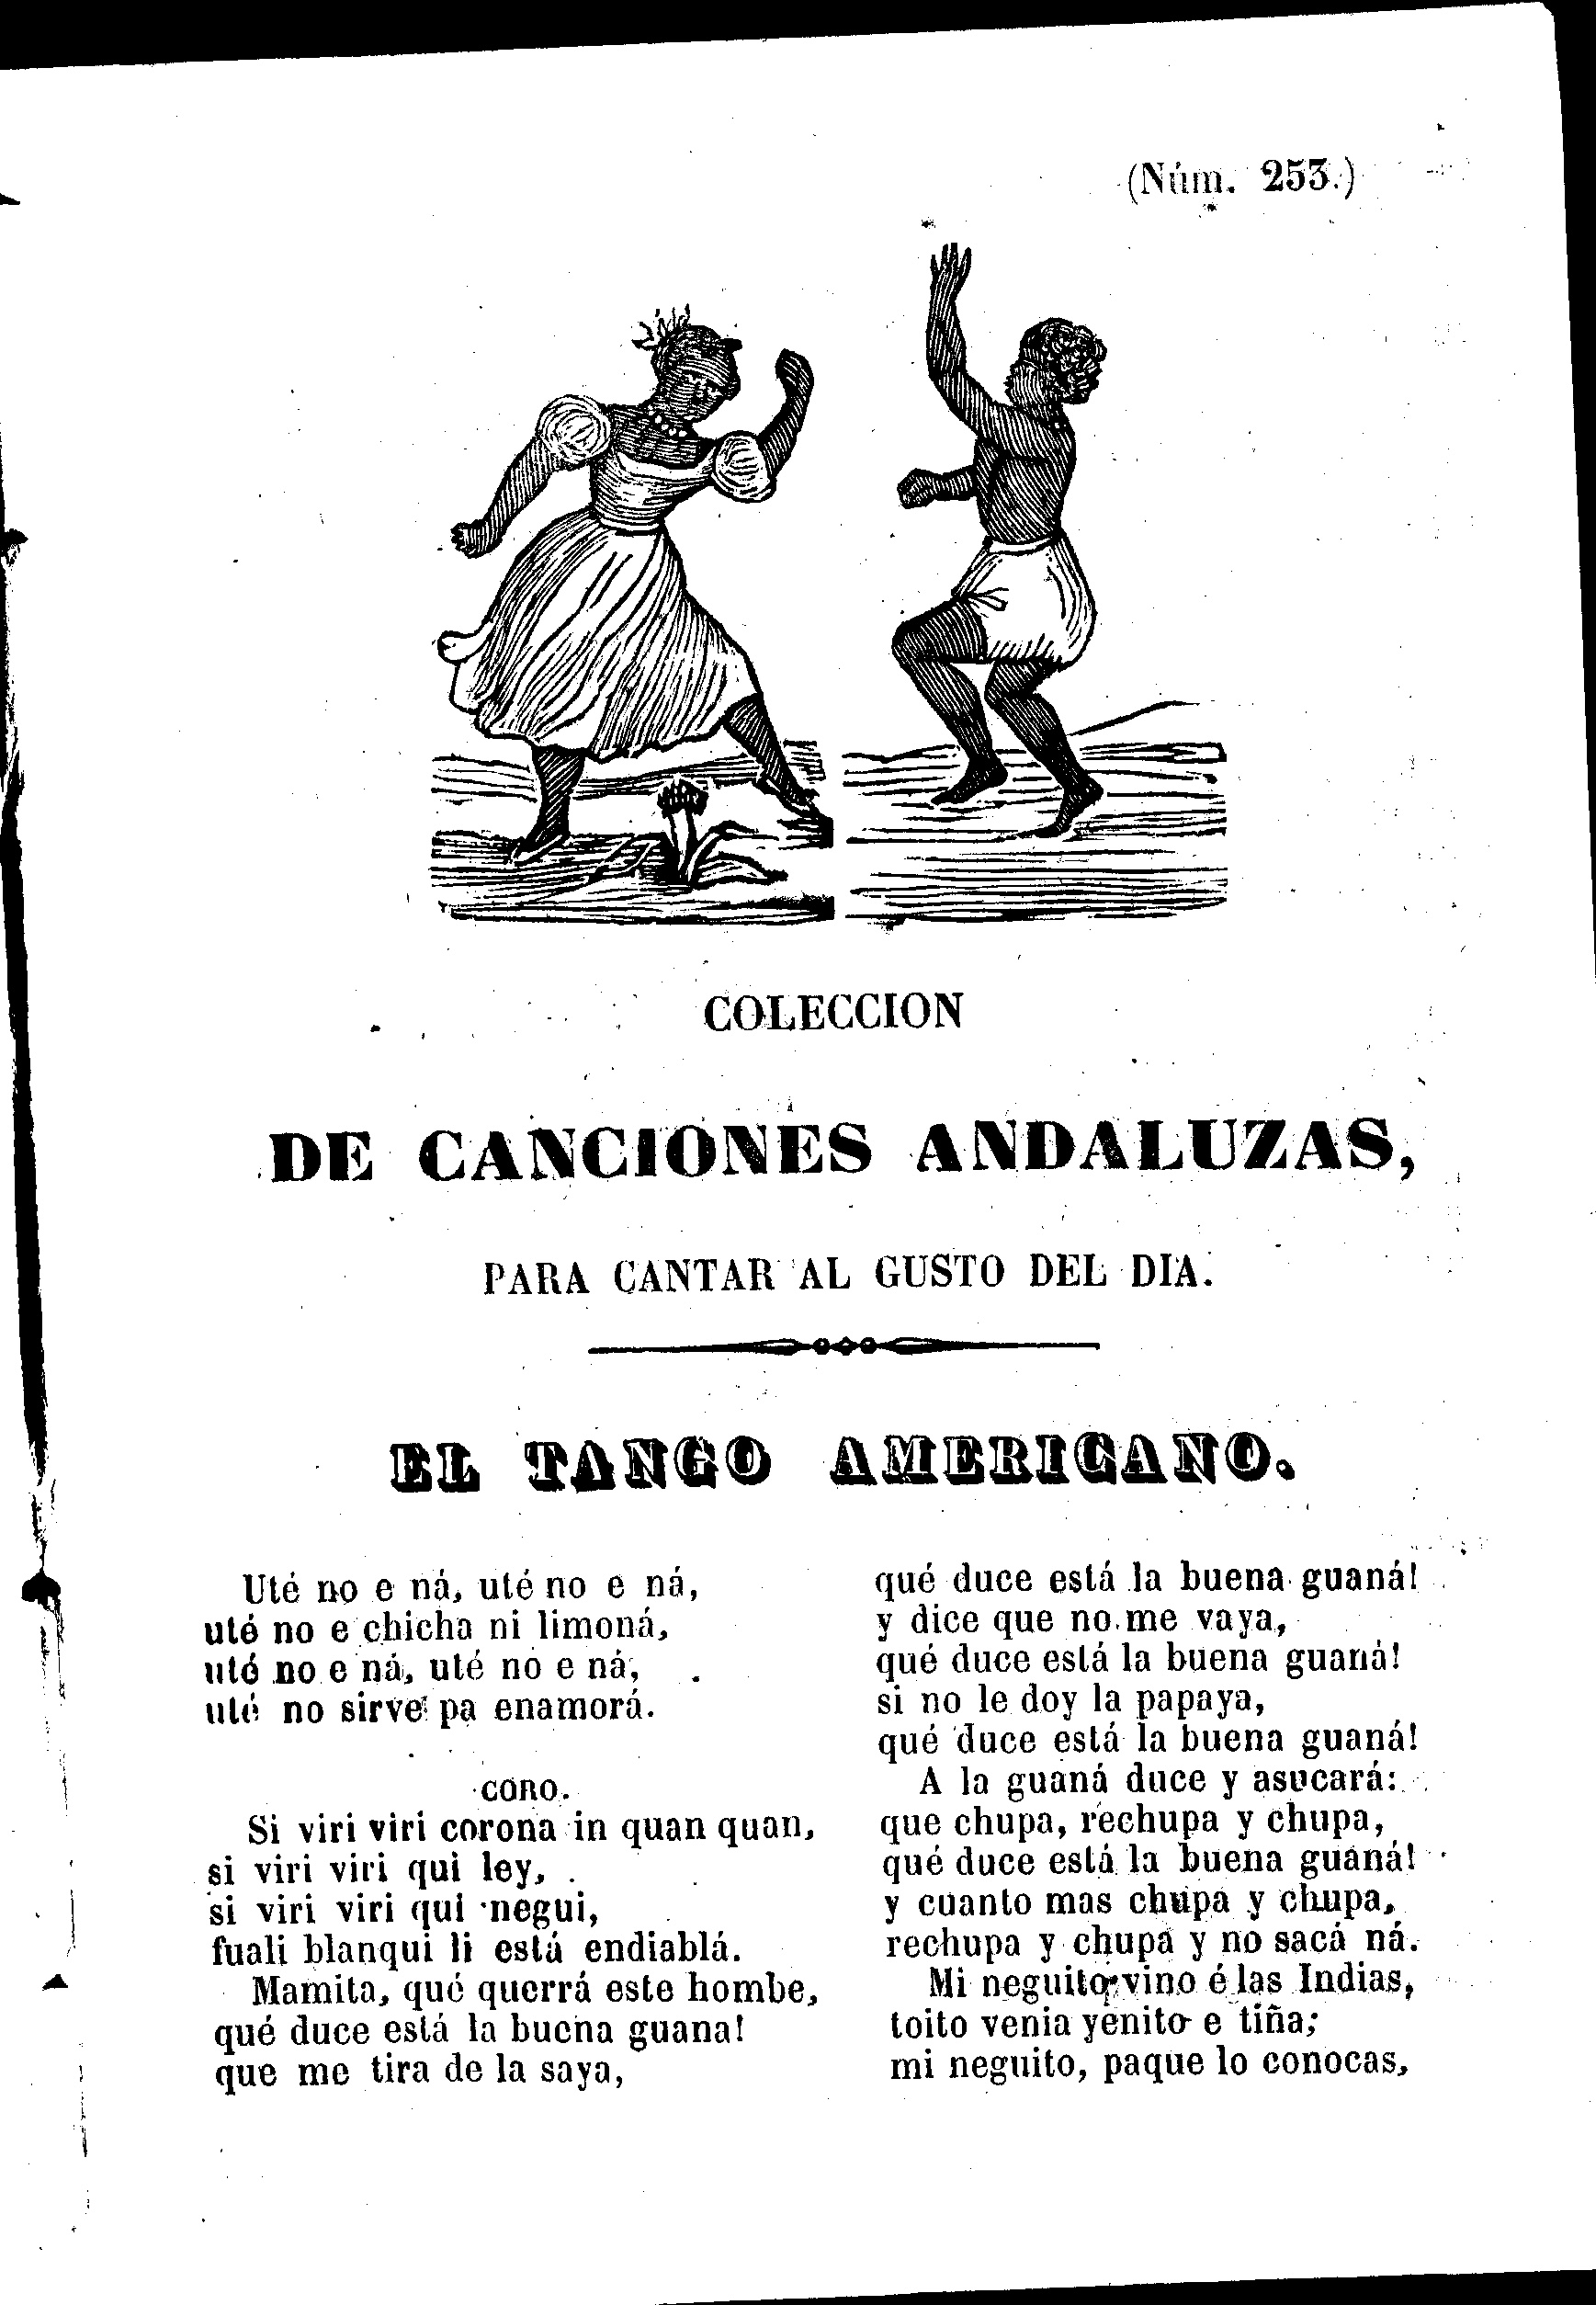 (Núm. 253.)
COLECCION
DE CANCIONES ANDALUZAS,
PARA CANTAR AL GUSTO DEL DIA.
EL TANGO AMERICANO.
Uté no e ná, uté no e ná,
uté no e chicha ni limoná,
uté no e ná, uté no e ná,
uté no sirve pa enamorá.
CORO.
Si viri viri corona in quan quan,
si viri viri qui ley,
si viri viri qui negui,
fuali blanqui li está endiablá.
Mamita, qué querrá este hombe,
qué duce está la buena guana!
que me tira de la saya,
qué duce está la buena guaná!
y dice que no me vaya,
qué duce está la buena guaná!
si no le doy la papaya,
qué duce está la buena guaná!
A la guaná duce y asucará:
que chupa, rechupa y chupa,
qué duce está la buena guaná!
y cuanto mas chupa y chupa,
rechupa y chupa y no sacá ná.
Mi neguito vino é las Indias,
toito venia yenito e tiña;
mi neguito, paque lo conocas,